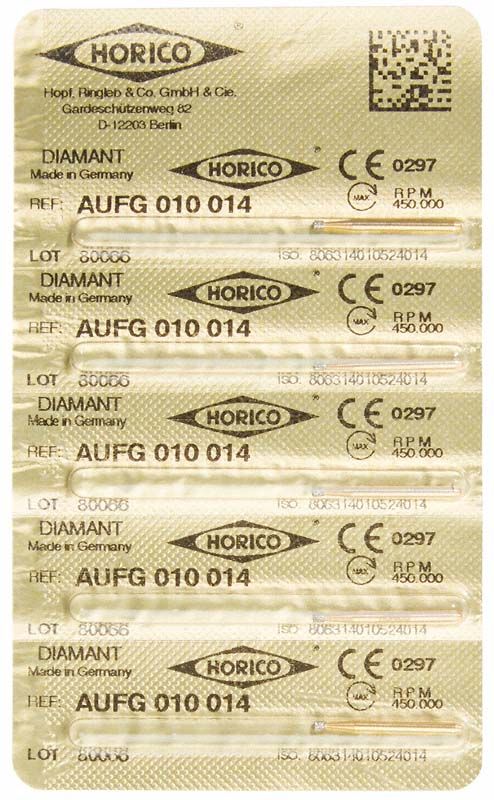 HORICO ®
Hopf, Ringleb & Co. GmbH & Cie.
Gardeschützenweg 82
D-12203 Berlin
DIAMANT HORICO ® CE 0297
Made in Germany
MAX RPM 450.000
REF: AUFG 010 014
LOT 80066 ISO. 806314010524014
DIAMANT HORICO ® CE 0297
Made in Germany
MAX RPM 450.000
REF: AUFG 010 014
LOT 80066 ISO. 806314010524014
DIAMANT HORICO ® CE 0297
Made in Germany
MAX RPM 450.000
REF: AUFG 010 014
LOT 80066 ISO. 806314010524014
DIAMANT HORICO ® CE 0297
Made in Germany
MAX RPM 450.000
REF: AUFG 010 014
LOT 80066 ISO. 806314010524014
DIAMANT HORICO ® CE 0297
Made in Germany
MAX RPM 450.000
REF: AUFG 010 014
LOT 80066 ISO. 806314010524014